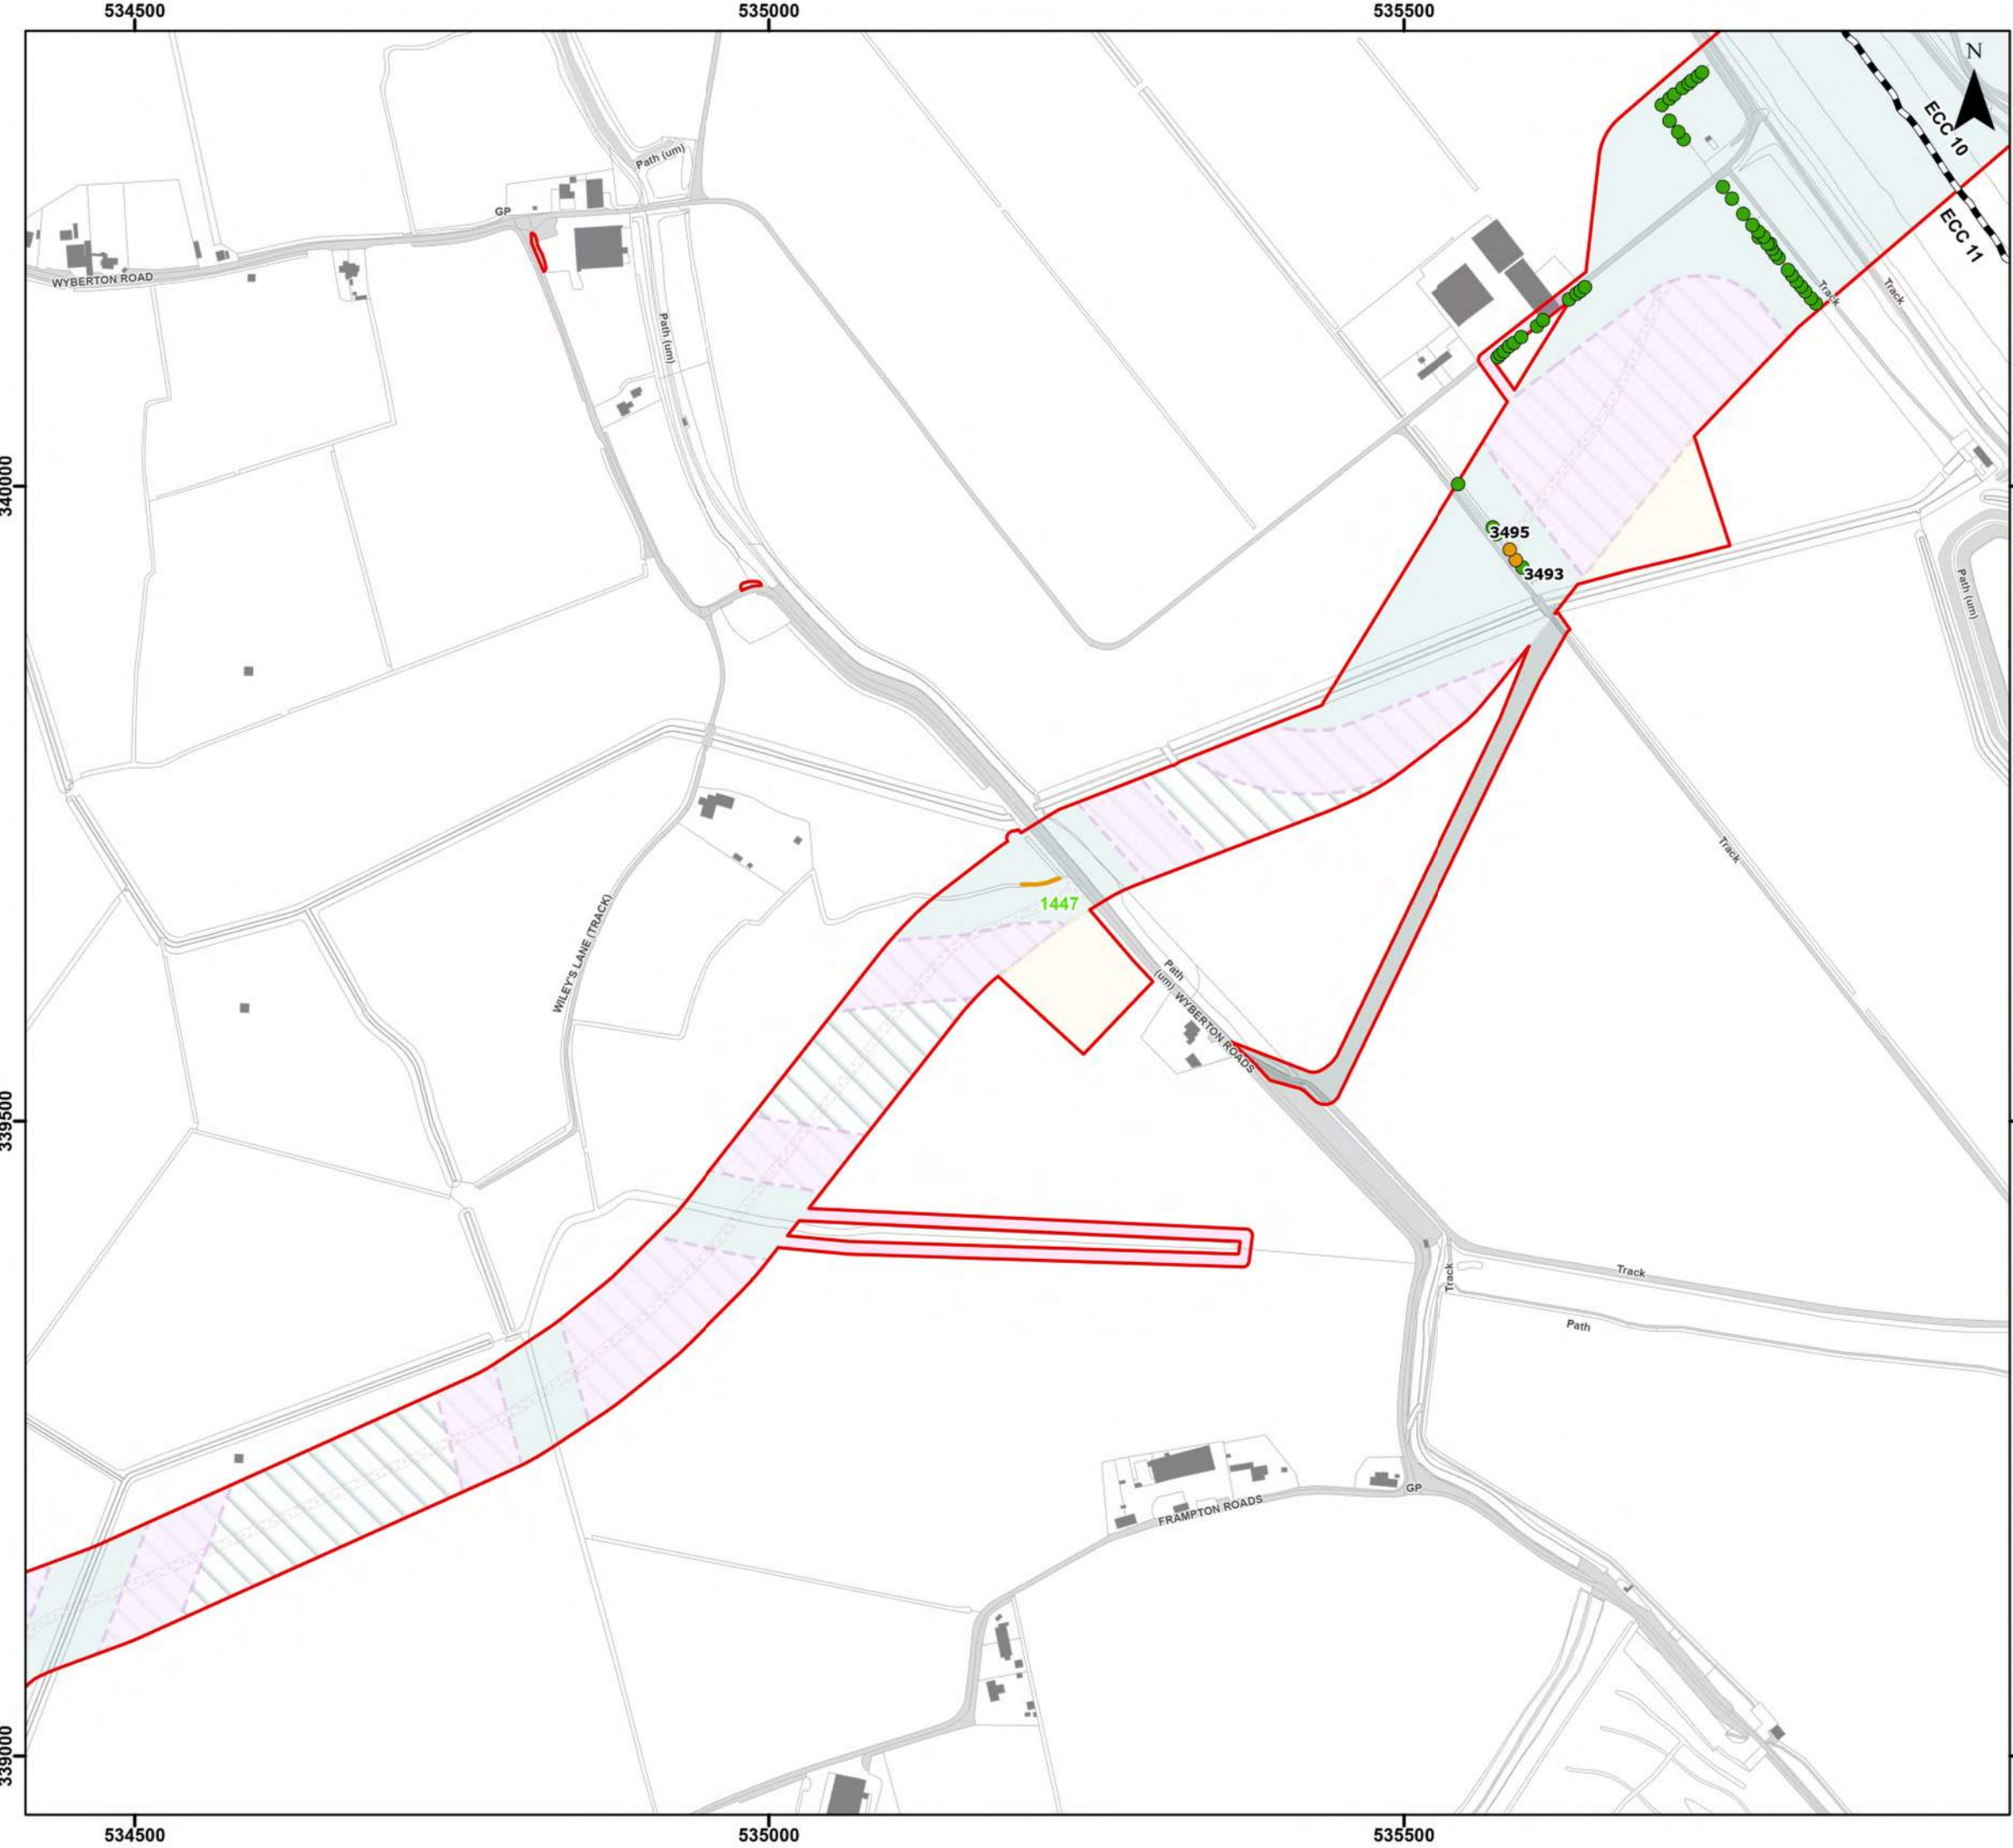 534500
535000
535500
N
ECC 10
ECC 11
Path (um)
GP
WYBERTON ROAD
Path (um)
Track
Track
340000
3495
3493
Path (um)
Track
1447
WILEY'S LANE (TRACK)
Path
(um)
WYBERTON ROADS
339500
Track
Track
Path
GP
FRAMPTON ROADS
339000
534500
535000
535500